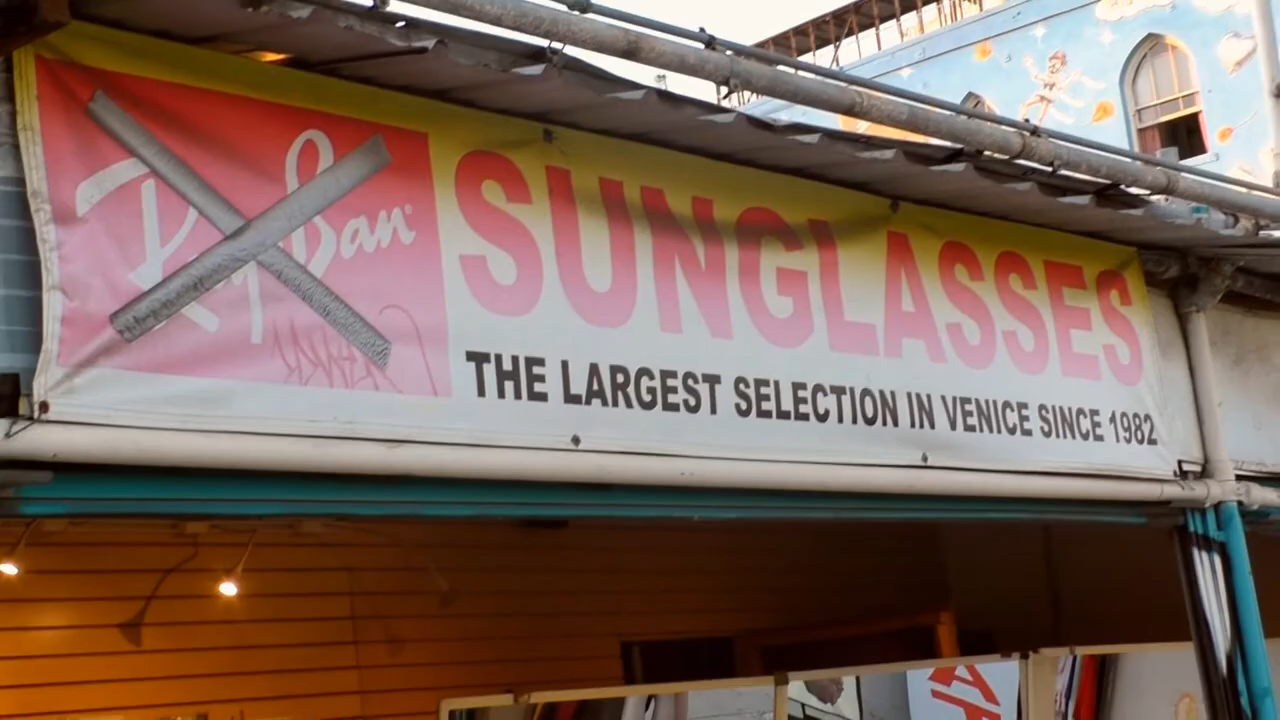 Ray Ban
SUNGLASSES
THE LARGEST SELECTION IN VENICE SINCE 1982